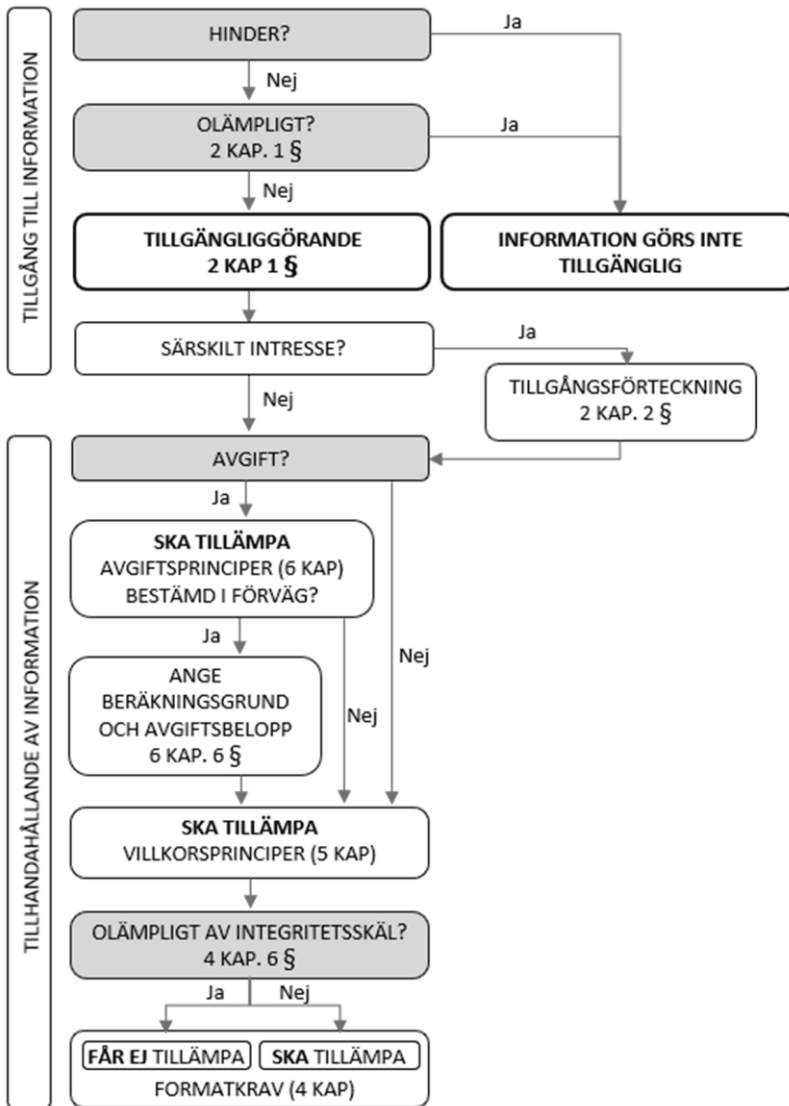 TILLGÅNG TILL INFORMATION
HINDER?
Ja
Nej
OLÄMPLIGT?
2 KAP. 1 §
Ja
Nej
TILLGÄNGLIGGÖRANDE
2 KAP 1 §
INFORMATION GÖRS INTE
TILLGÄNGLIG
SÄRSKILT INTRESSE?
Ja
Nej
TILLGÅNGSFÖRTECKNING
2 KAP. 2 §
TILLHANDAHÅLLANDE AV INFORMATION
AVGIFT?
Ja
Nej
SKA TILLÄMPA
AVGIFTSPRINCIPER (6 KAP)
BESTÄMD I FÖRVÄG?
Ja
Nej
ANGE
BERÄKNINGSGRUND
OCH AVGIFTSBELOPP
6 KAP. 6 §
SKA TILLÄMPA
VILLKORSPRINCIPER (5 KAP)
OLÄMPLIGT AV INTEGRITETSSKÄL?
4 KAP. 6 §
Ja
Nej
FÅR EJ TILLÄMPA
SKA TILLÄMPA
FORMATKRAV (4 KAP)